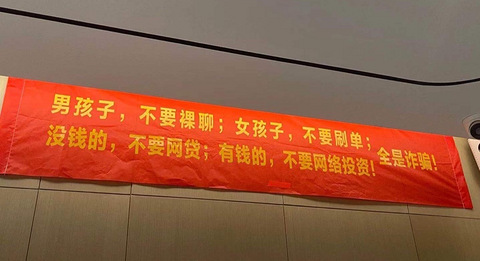 男孩子，不要裸聊；女孩子，不要刷单；
没钱的，不要网贷；有钱的，不要网络投资！
全是诈骗！